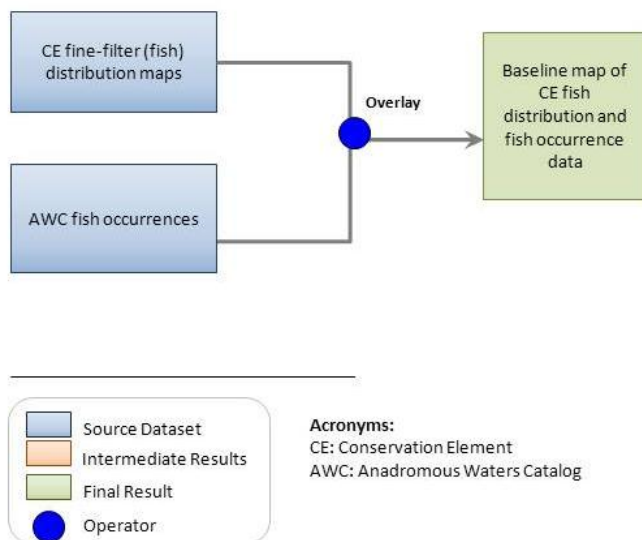 CE fine-filter (fish)
distribution maps
Overlay
Baseline map of
CE fish
distribution and
fish occurrence
data
AWC fish occurrences
Source Dataset
Intermediate Results
Final Result
Operator
Acronyms:
CE: Conservation Element
AWC: Anadromous Waters Catalog